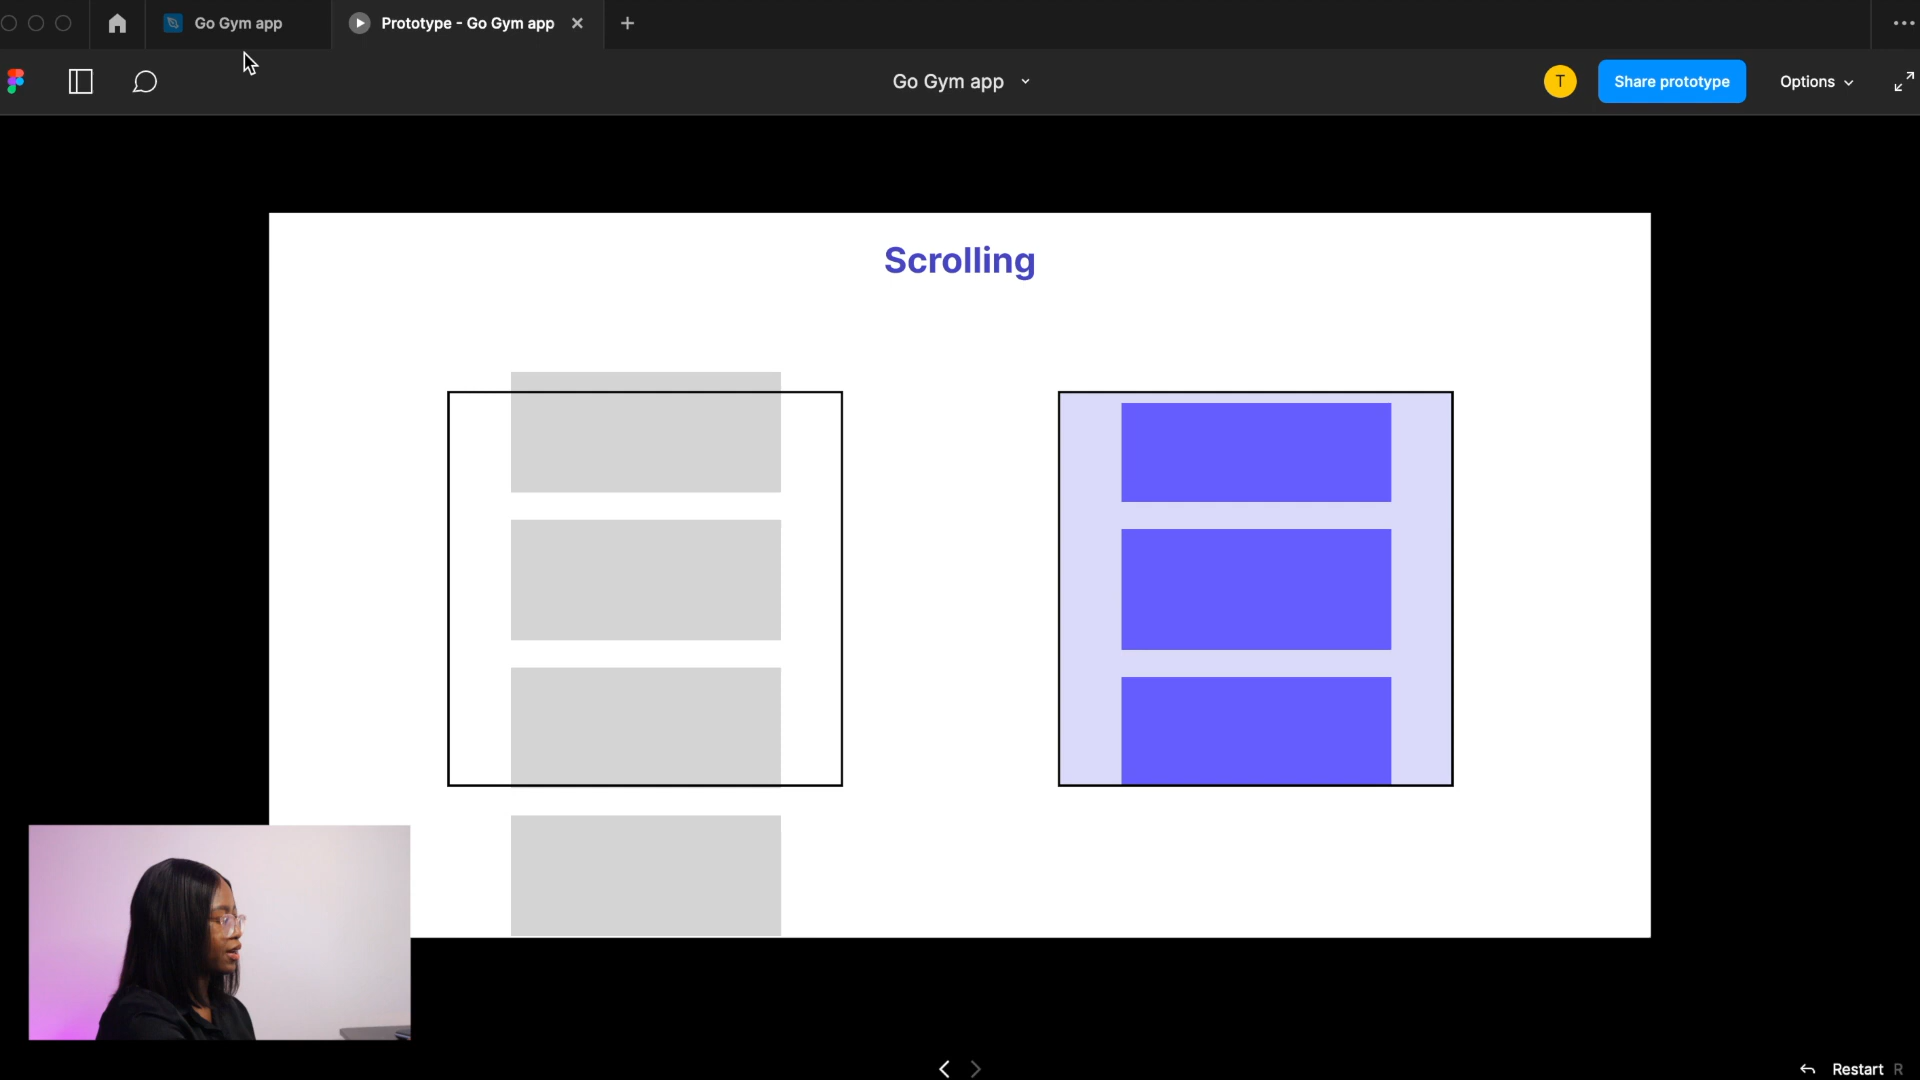 Go Gym app
Prototype - Go Gym app
Go Gym app
T
Share prototype
Options
Scrolling
Restart R